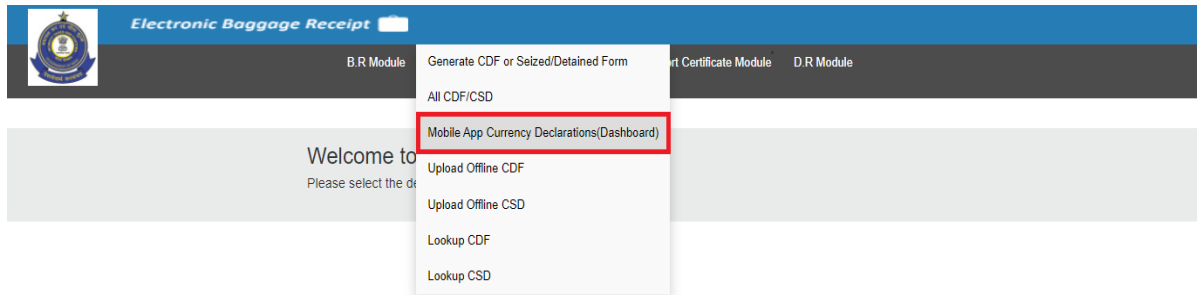 Electronic Baggage Receipt
B.R Module
rt Certificate Module
D.R Module
Generate CDF or Seized/Detained Form
All CDF/CSD
Mobile App Currency Declarations(Dashboard)
Welcome to
Please select the de
Upload Offline CDF
Upload Offline CSD
Lookup CDF
Lookup CSD